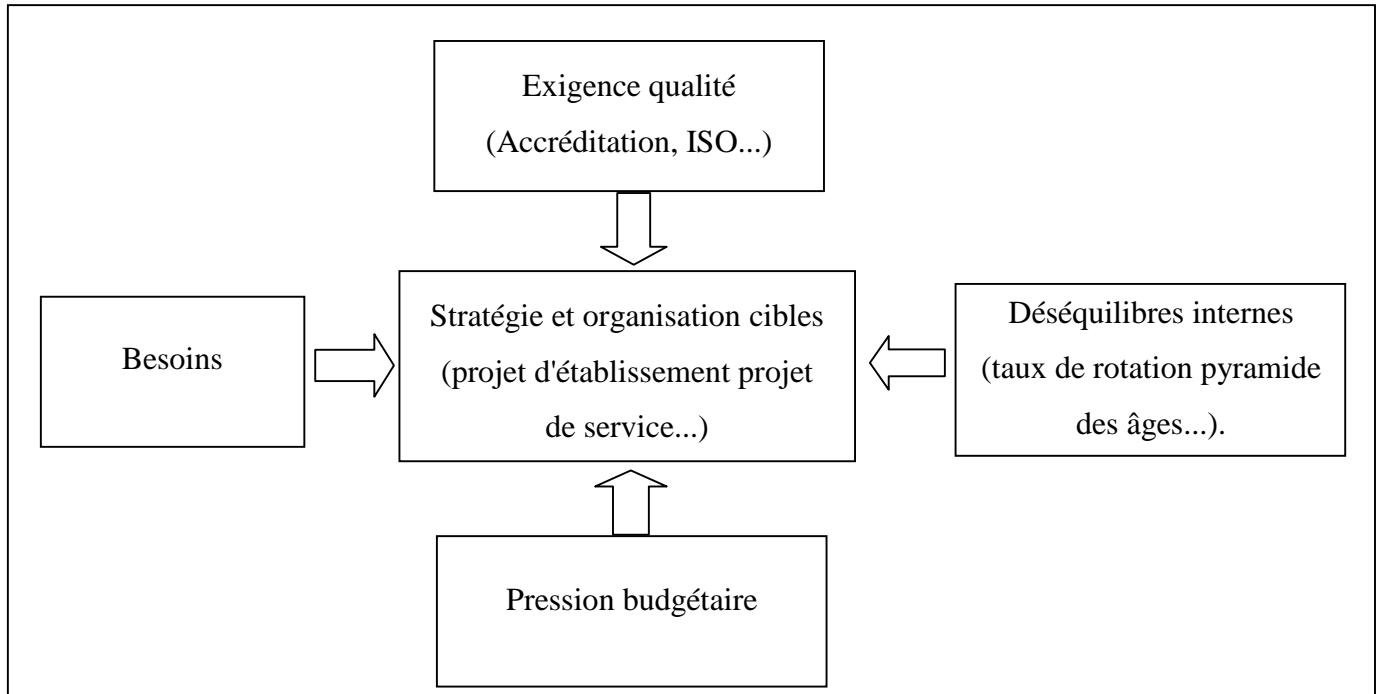 Exigence qualité
(Accréditation, ISO...)
Besoins
Stratégie et organisation cibles
(projet d'établissement projet
de service...)
Déséquilibres internes
(taux de rotation pyramide
des âges...).
Pression budgétaire